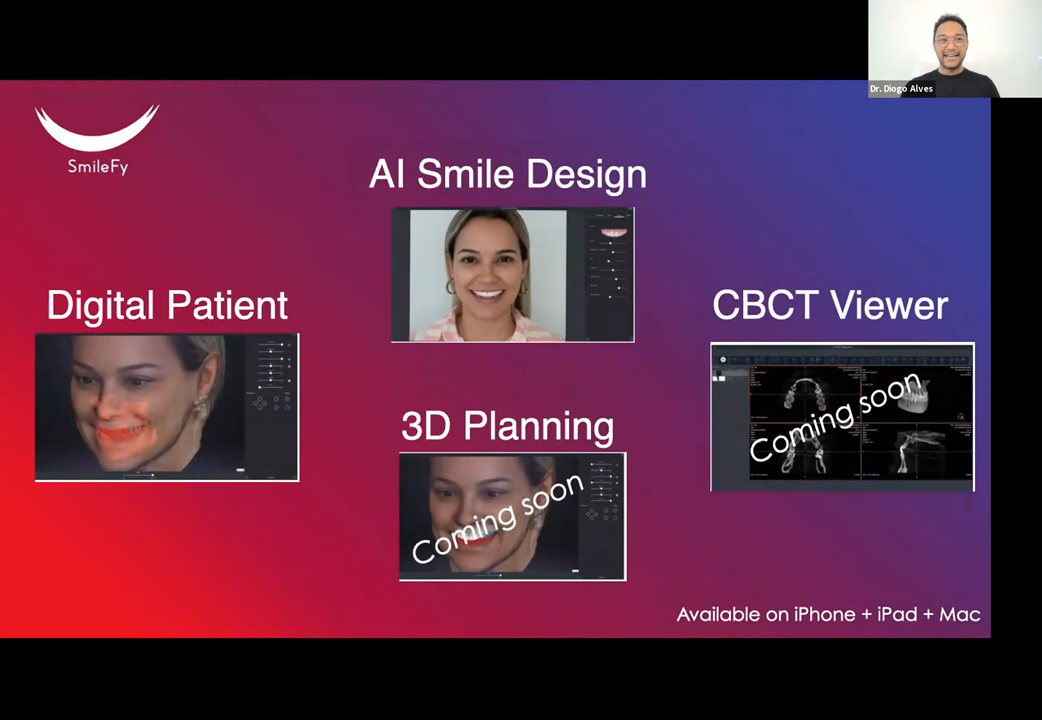 Dr. Diogo Alves
SmileFy
AI Smile Design
Digital Patient
CBCT Viewer
Coming soon
3D Planning
Coming soon
Available on iPhone + iPad + Mac